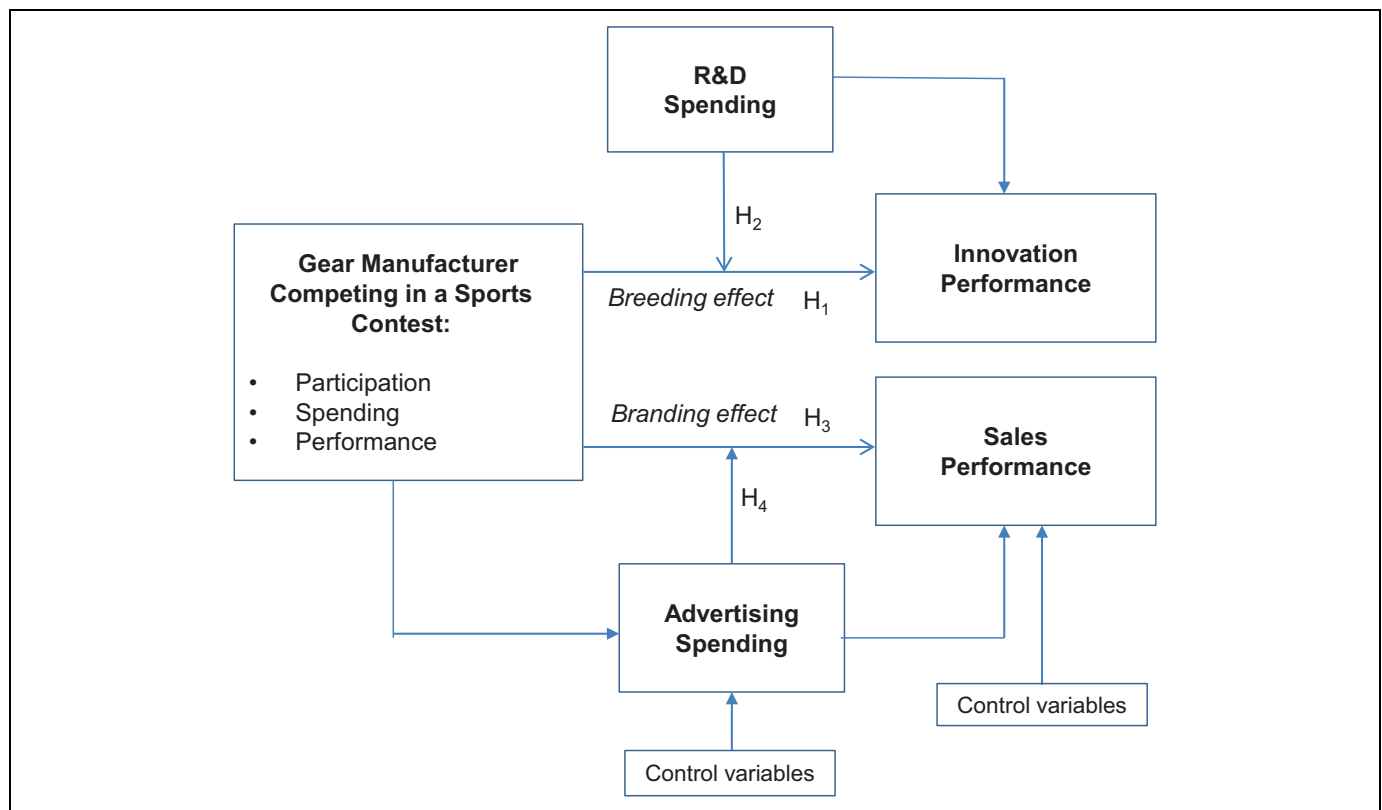 R&D
Spending
H₂
Gear Manufacturer
Competing in a Sports
Contest:
• Participation
• Spending
• Performance
Breeding effect H₁
Innovation
Performance
Branding effect H₃
Sales
Performance
H₄
Advertising
Spending
Control variables
Control variables